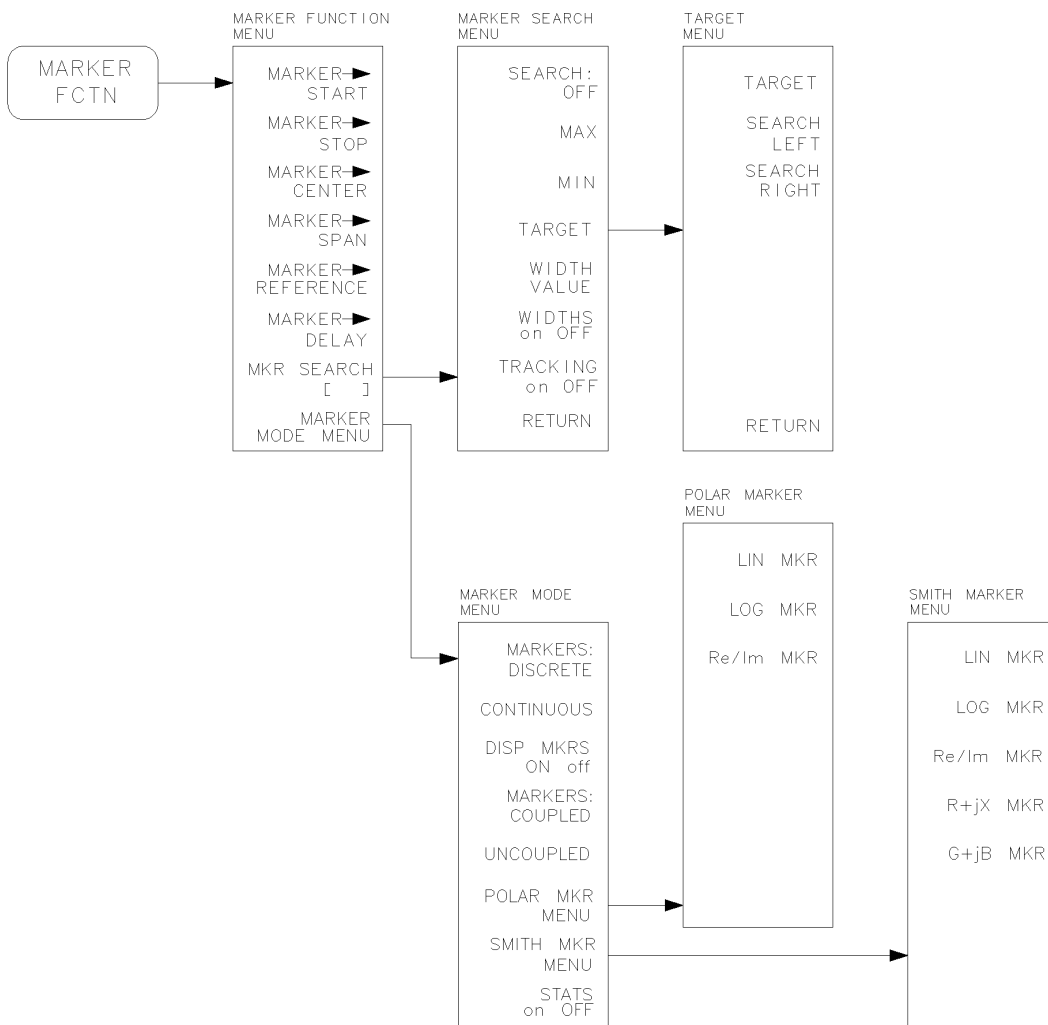 MARKER
FCTN
MARKER FUNCTION
MENU
MARKER
START
MARKER
STOP
MARKER
CENTER
MARKER
SPAN
MARKER
REFERENCE
MARKER
DELAY
MKR SEARCH
[ ]
MARKER
MODE MENU
MARKER SEARCH
MENU
SEARCH:
OFF
MAX
MIN
TARGET
WIDTH
VALUE
WIDTHS
on OFF
TRACKING
on OFF
RETURN
TARGET
MENU
TARGET
SEARCH
LEFT
SEARCH
RIGHT
RETURN
MARKER MODE
MENU
MARKERS:
DISCRETE
CONTINUOUS
DISP MKRS
ON off
MARKERS:
COUPLED
UNCOUPLED
POLAR MKR
MENU
SMITH MKR
MENU
STATS
on OFF
POLAR MARKER
MENU
LIN MKR
LOG MKR
Re/Im MKR
SMITH MARKER
MENU
LIN MKR
LOG MKR
Re/Im MKR
R+jX MKR
G+jB MKR